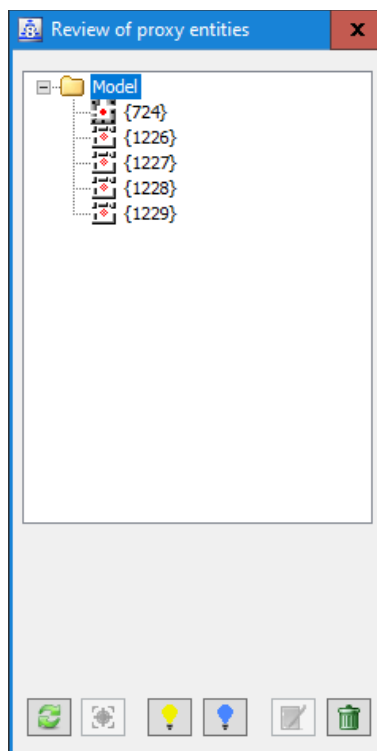 Review of proxy entities
Model
{724}
{1226}
{1227}
{1228}
{1229}